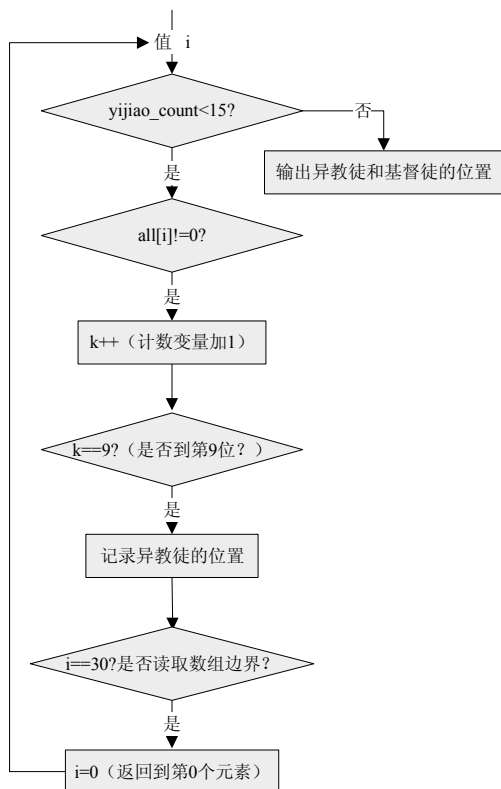 值 i
yijiao_count<15?
否
输出异教徒和基督徒的位置
是
all[i]!=0?
是
k++（计数变量加1）
k==9?（是否到第9位？）
是
记录异教徒的位置
i==30?是否读取数组边界？
是
i=0（返回到第0个元素）